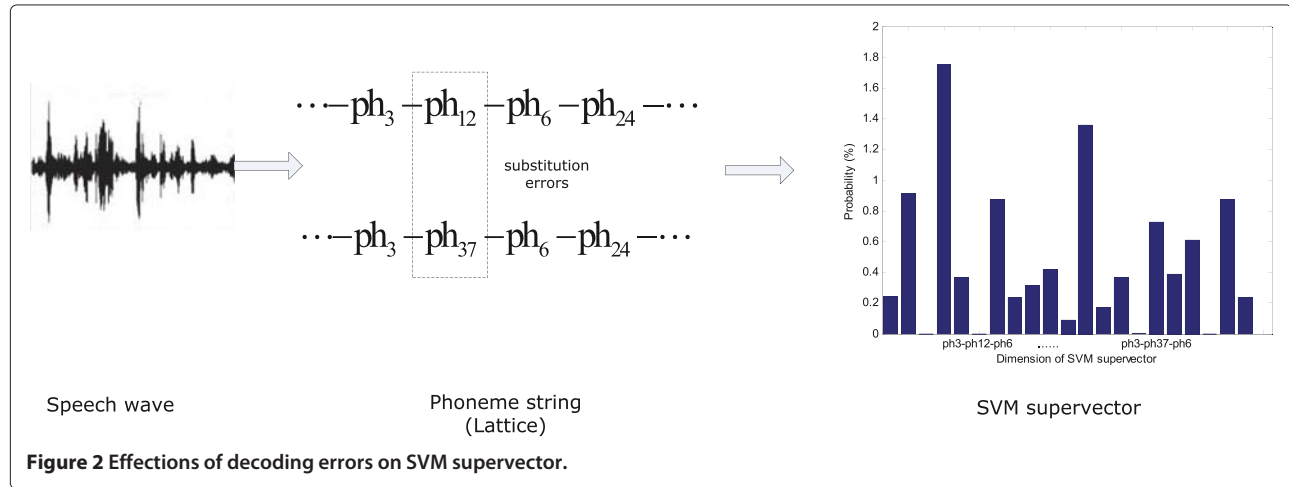 ···–ph₃–ph₁₂–ph₆–ph₂₄–···
substitution
errors
···–ph₃–ph₃₇–ph₆–ph₂₄–···
2
1.8
1.6
1.4
1.2
1
0.8
0.6
0.4
0.2
0
Probability (%)
ph3-ph12-ph6 ...... ph3-ph37-ph6
Dimension of SVM supervector
Speech wave
Phoneme string
(Lattice)
SVM supervector
Figure 2 Effections of decoding errors on SVM supervector.